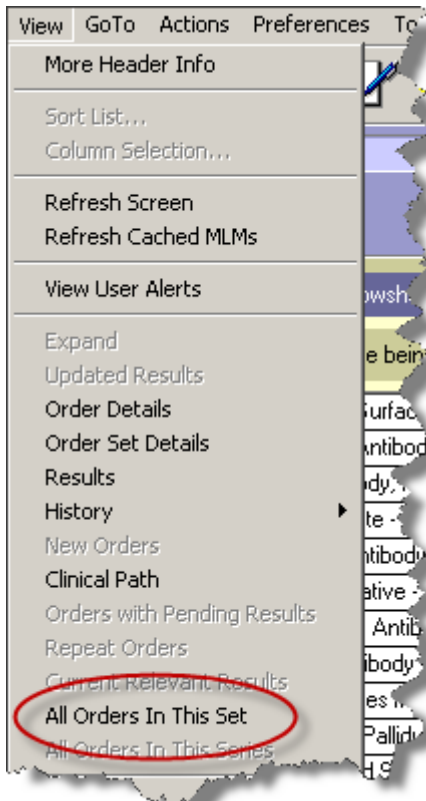 View GoTo Actions Preferences
More Header Info
Sort List...
Column Selection...
Refresh Screen
Refresh Cached MLMs
View User Alerts
Expand
e bein
Updated Results
Order Details
Order Set Details
Results
History
New Orders
Clinical Path
Orders with Pending Results
Antib
Repeat Orders
Current Relevant Results
All Orders In This Set
All Orders In This Series